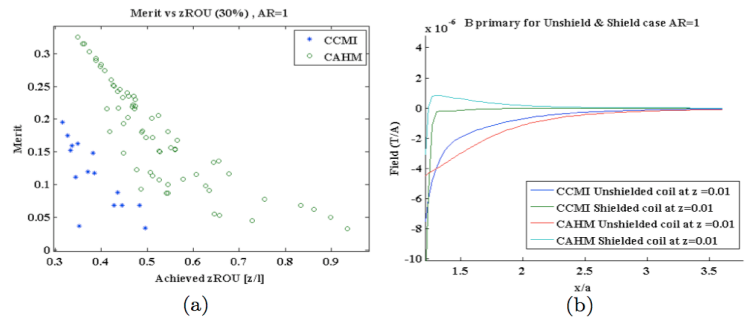 Merit vs zROU (30%) , AR=1
CCMI
CAHM
0.3
0.25
0.2
0.15
0.1
0.05
0
Merit
0.3 0.4 0.5 0.6 0.7 0.8 0.9
Achieved zROU [z/l]
(a)
x 10-6
B primary for Unshield & Shield case AR=1
4
2
0
-2
-4
-6
-8
-10
Field (T/A)
CCMI Unshielded coil at z =0.01
CCMI Shielded coil at z=0.01
CAHM Unshielded coil at z =0.01
CAHM Shielded coil at z=0.01
1.5 2 2.5 3 3.5
x/a
(b)